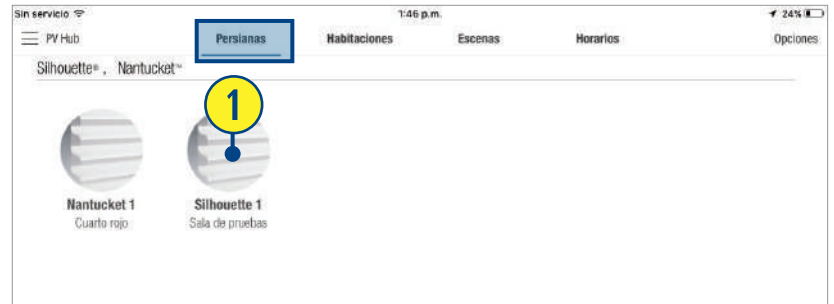 Sin servicio 1:46 p.m. 24%
PV Hub Persianas Habitaciones Escenas Horarios Opciones
Silhouette®, Nantucket™
1
Nantucket 1 Silhouette 1
Cuarto rojo Sala de pruebas